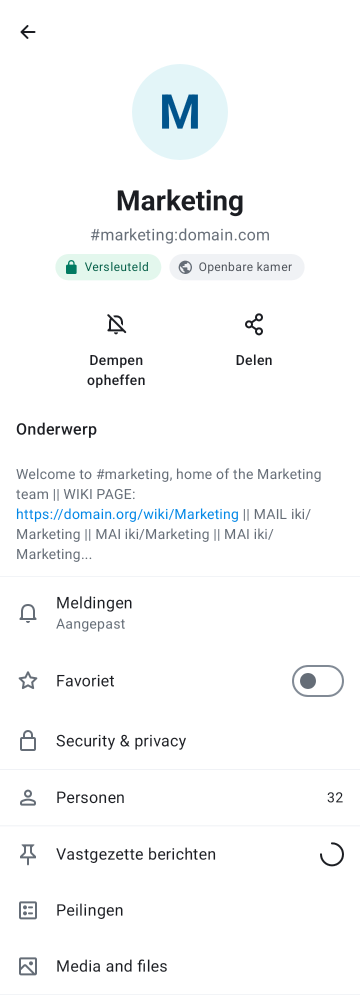 M
Marketing
#marketing:domain.com
Versleuteld
Openbare kamer
Dempen
opheffen
Delen
Onderwerp
Welcome to #marketing, home of the Marketing
team || WIKI PAGE:
https://domain.org/wiki/Marketing || MAIL iki/
Marketing || MAI iki/Marketing || MAI iki/
Marketing...
Meldingen
Aangepast
Favoriet
Security & privacy
Personen 32
Vastgezette berichten
Peilingen
Media and files